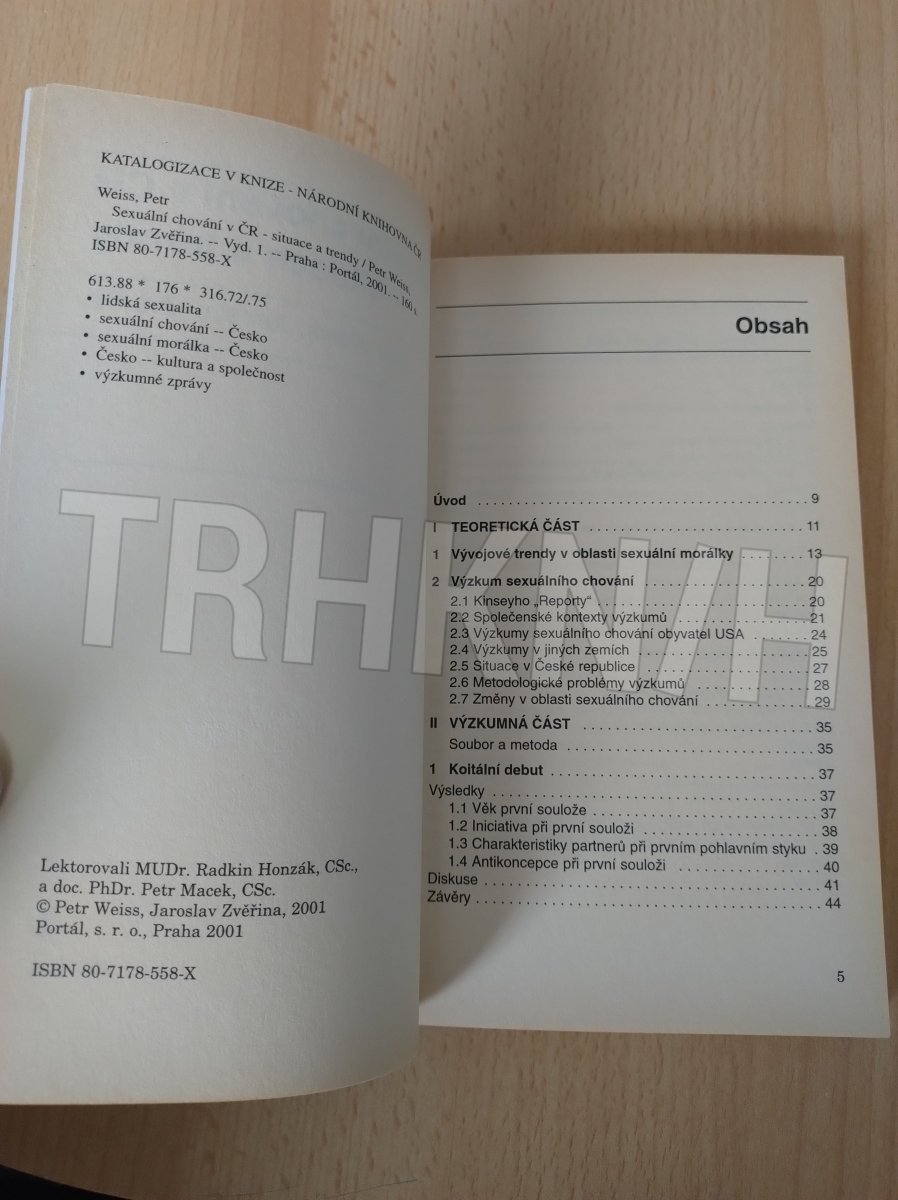 KATALOGIZACE V KNIZE - NÁRODNÍ KNIHOVNA ČR
Weiss, Petr
Sexuální chování v ČR - situace a trendy / Petr Weiss,
Jaroslav Zvěřina. -- Vyd. 1. -- Praha : Portál, 2001. -- 160 s.
ISBN 80-7178-558-X
613.88 * 176 * 316.72/.75
• lidská sexualita
• sexuální chování -- Česko
• sexuální morálka -- Česko
• Česko -- kultura a společnost
• výzkumné zprávy
Lektorovali MUDr. Radkin Honzák, CSc.,
a doc. PhDr. Petr Macek, CSc.
© Petr Weiss, Jaroslav Zvěřina, 2001
Portál, s. r. o., Praha 2001
ISBN 80-7178-558-X
Obsah
Úvod . . . . . . . . . . 9
I TEORETICKÁ ČÁST . . . . . . . . . . 11
1 Vývojové trendy v oblasti sexuální morálky . . . . . . . . 13
2 Výzkum sexuálního chování . . . . . . . . . . 20
2.1 Kinseyho „Reporty“ . . . . . . . . . . 20
2.2 Společenské kontexty výzkumů . . . . . . . . . . 21
2.3 Výzkumy sexuálního chování obyvatel USA . . . . . . . . 24
2.4 Výzkumy v jiných zemích . . . . . . . . . . 25
2.5 Situace v České republice . . . . . . . . . . 27
2.6 Metodologické problémy výzkumů . . . . . . . . . . 28
2.7 Změny v oblasti sexuálního chování . . . . . . . . . . 29
II VÝZKUMNÁ ČÁST . . . . . . . . . . 35
Soubor a metoda . . . . . . . . . . 35
1 Koitální debut . . . . . . . . . . 37
Výsledky . . . . . . . . . . 37
1.1 Věk první soulože . . . . . . . . . . 37
1.2 Iniciativa při první souloži . . . . . . . . . . 38
1.3 Charakteristiky partnerů při prvním pohlavním styku . 39
1.4 Antikoncepce při první souloži . . . . . . . . . . 40
Diskuse . . . . . . . . . . 41
Závěry . . . . . . . . . . 44
5
TRHKNIH